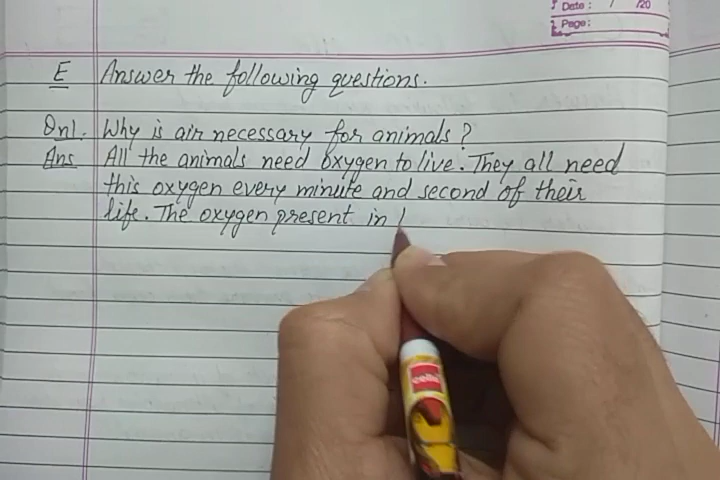 Date: / /20
Page:
E Answer the following questions.
Qn1. Why is air necessary for animals?
Ans All the animals need oxygen to live. They all need
this oxygen every minute and second of their
life. The oxygen present in
cello